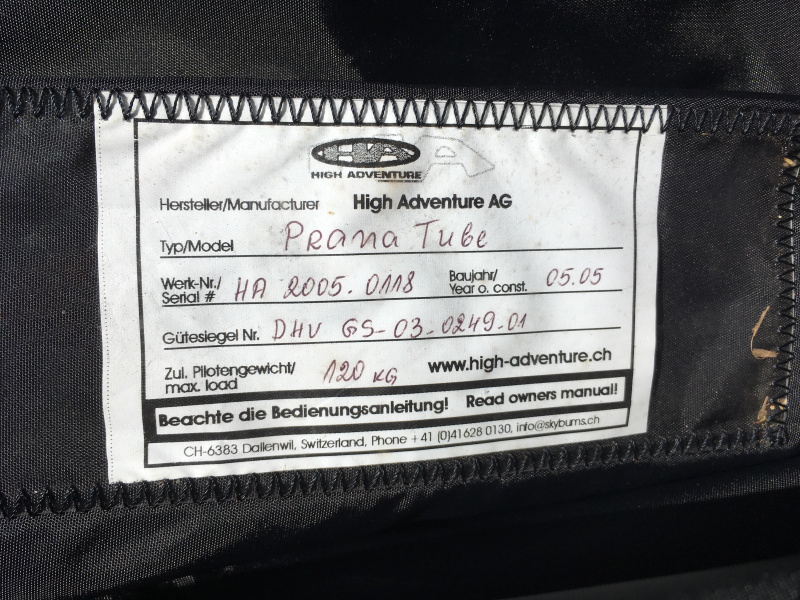 HA
HIGH ADVENTURE
Hersteller/Manufacturer High Adventure AG
Typ/Model Prana Tube
Werk-Nr./ Serial # HA 2005.0118 Baujahr/ Year o. const. 05.05
Gütesiegel Nr. DHV GS-03-0249-01
Zul. Pilotengewicht/ max. load 120 KG www.high-adventure.ch
Beachte die Bedienungsanleitung! Read owners manual!
CH-6383 Dallenwil, Switzerland, Phone + 41 (0)41 628 0130, info@skybums.ch